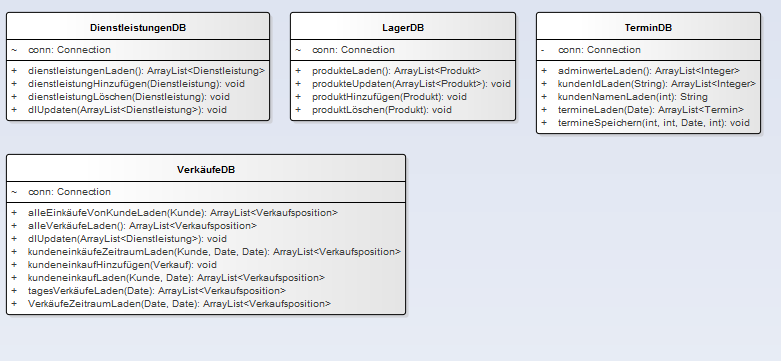 DienstleistungenDB
~ conn: Connection
+ dienstleistungenLaden(): ArrayList<Dienstleistung>
+ dienstleistungHinzufügen(Dienstleistung): void
+ dienstleistungLöschen(Dienstleistung): void
+ dlUpdaten(ArrayList<Dienstleistung>): void
LagerDB
~ conn: Connection
+ produkteLaden(): ArrayList<Produkt>
+ produkteUpdaten(ArrayList<Produkt>): void
+ produktHinzufügen(Produkt): void
+ produktLöschen(Produkt): void
TerminDB
- conn: Connection
+ adminwerteLaden(): ArrayList<Integer>
+ kundenIdLaden(String): ArrayList<Integer>
+ kundenNamenLaden(int): String
+ termineLaden(Date): ArrayList<Termin>
+ termineSpeichern(int, int, Date, int): void
VerkäufeDB
~ conn: Connection
+ alleEinkäufeVonKundeLaden(Kunde): ArrayList<Verkaufsposition>
+ alleVerkäufeLaden(): ArrayList<Verkaufsposition>
+ dlUpdaten(ArrayList<Dienstleistung>): void
+ kundeneinkäufeZeitraumLaden(Kunde, Date, Date): ArrayList<Verkaufsposition>
+ kundeneinkaufHinzufügen(Verkauf): void
+ kundeneinkaufLaden(Kunde, Date): ArrayList<Verkaufsposition>
+ tagesVerkäufeLaden(Date): ArrayList<Verkaufsposition>
+ VerkäufeZeitraumLaden(Date, Date): ArrayList<Verkaufsposition>